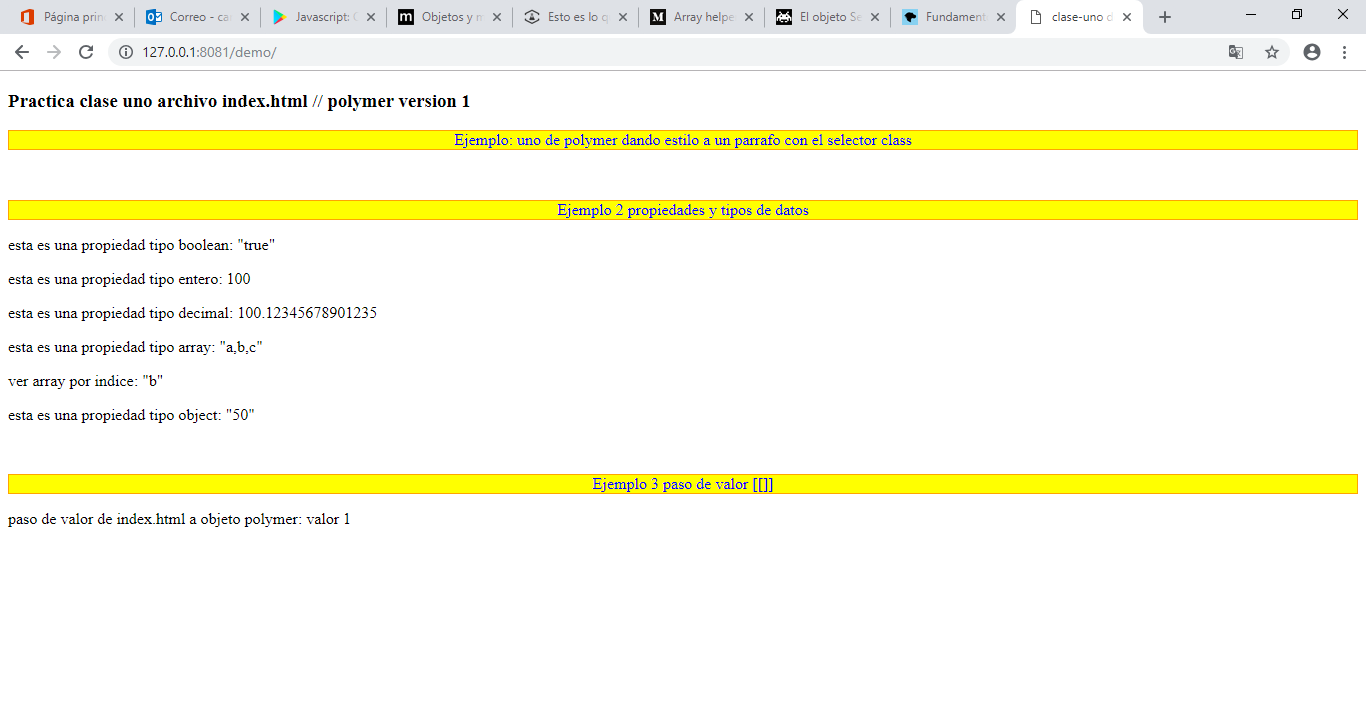 Página prin
Correo - ca
Javascript: C
Objetos y m
Esto es lo q
Array helpe
El objeto Se
Fundament
clase-uno d
127.0.0.1:8081/demo/
Practica clase uno archivo index.html // polymer version 1
Ejemplo: uno de polymer dando estilo a un parrafo con el selector class
Ejemplo 2 propiedades y tipos de datos
esta es una propiedad tipo boolean: "true"
esta es una propiedad tipo entero: 100
esta es una propiedad tipo decimal: 100.12345678901235
esta es una propiedad tipo array: "a,b,c"
ver array por indice: "b"
esta es una propiedad tipo object: "50"
Ejemplo 3 paso de valor [[]]
paso de valor de index.html a objeto polymer: valor 1